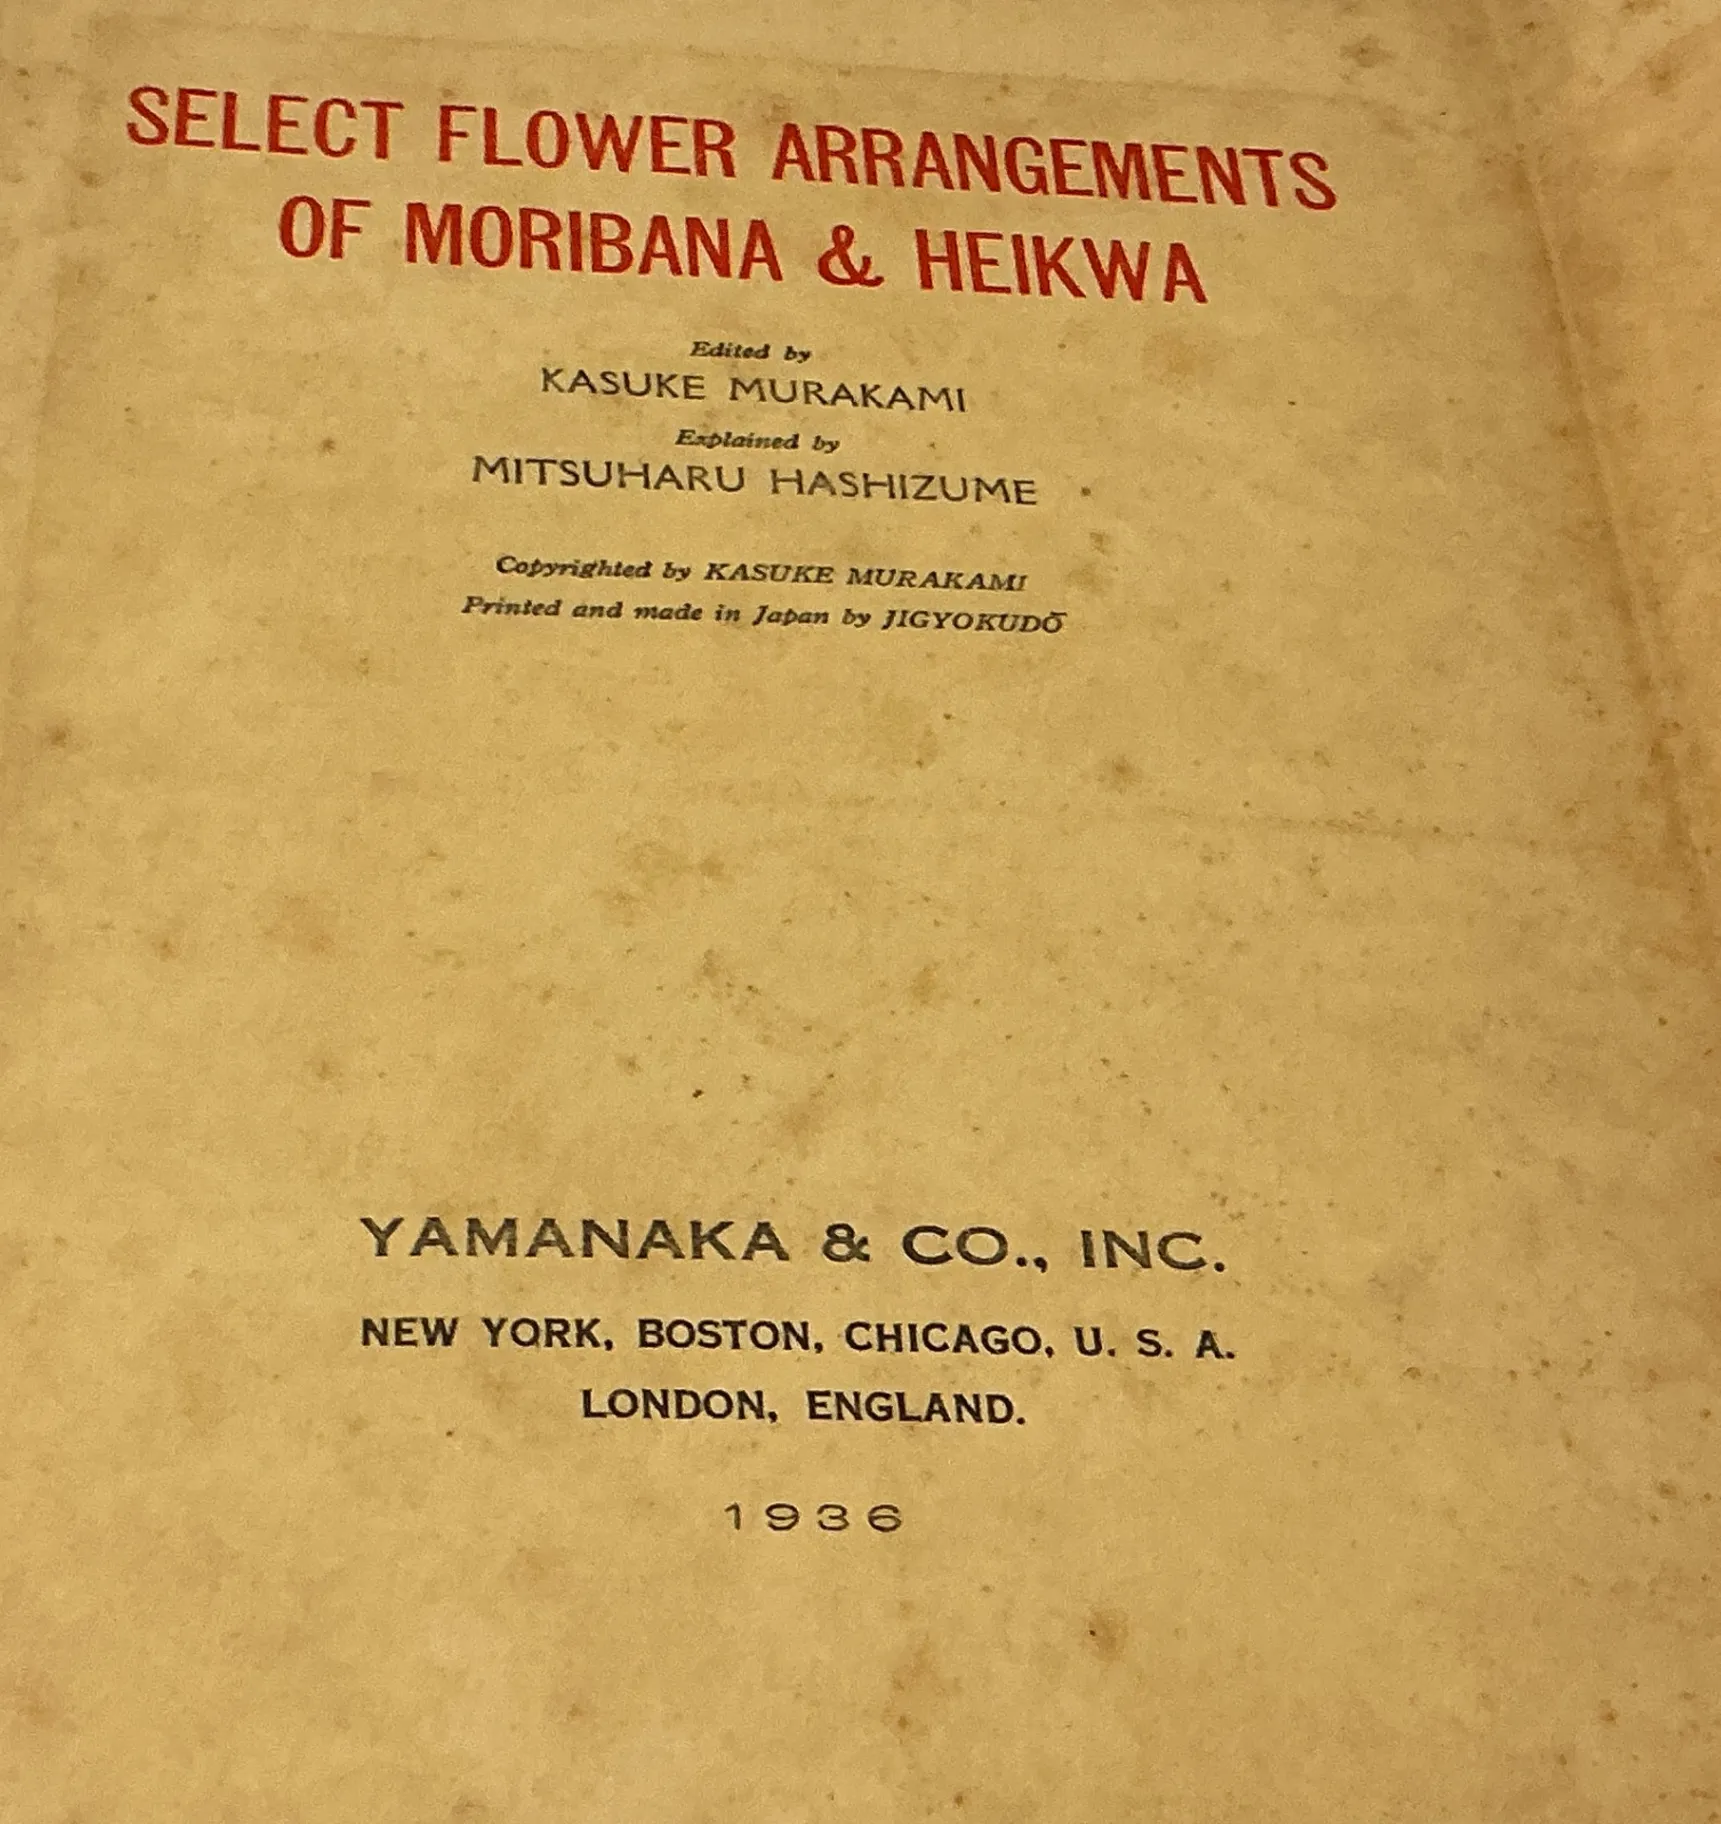 SELECT FLOWER ARRANGEMENTS
OF MORIBANA & HEIKWA
Edited by
KASUKE MURAKAMI
Explained by
MITSUHARU HASHIZUME
Copyrighted by KASUKE MURAKAMI
Printed and made in Japan by JIGYOKUDŌ
YAMANAKA & CO., INC.
NEW YORK, BOSTON, CHICAGO, U. S. A.
LONDON, ENGLAND.
1936